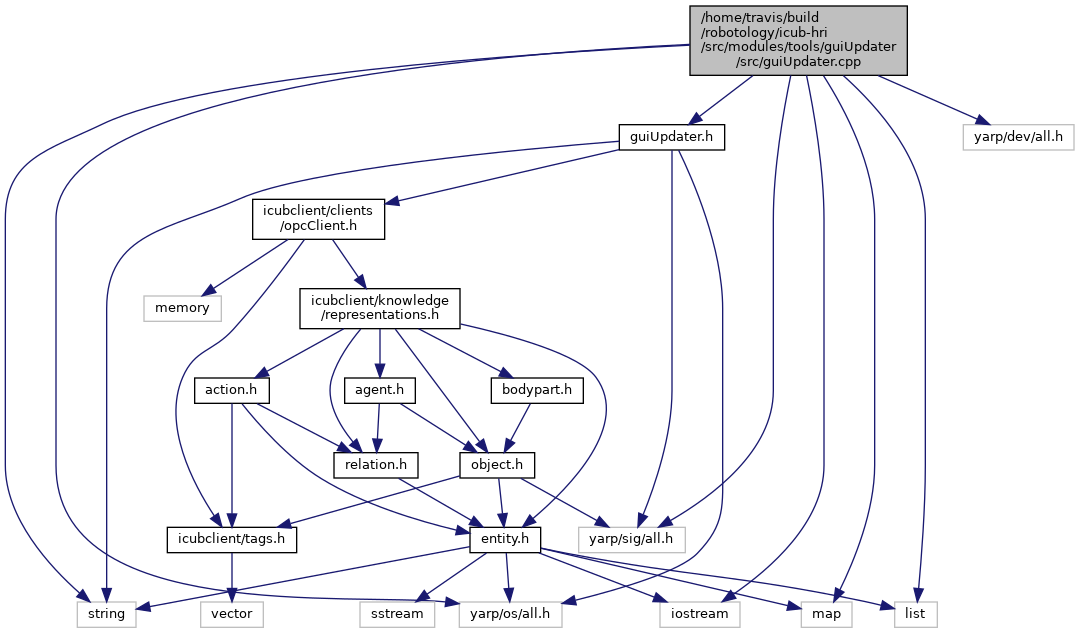 /home/travis/build
/robotology/icub-hri
/src/modules/tools/guiUpdater
/src/guiUpdater.cpp
guiUpdater.h
yarp/dev/all.h
icubclient/clients
/opcClient.h
memory
icubclient/knowledge
/representations.h
action.h
agent.h
bodypart.h
relation.h
object.h
icubclient/tags.h
entity.h
yarp/sig/all.h
string
vector
sstream
yarp/os/all.h
iostream
map
list